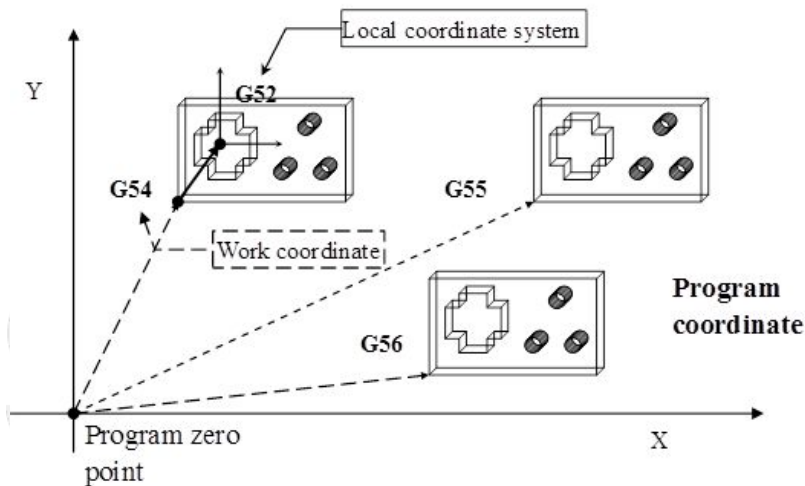 Local coordinate system
Y
G52
G54
G55
Work coordinate
Program
coordinate
G56
Program zero
point
X